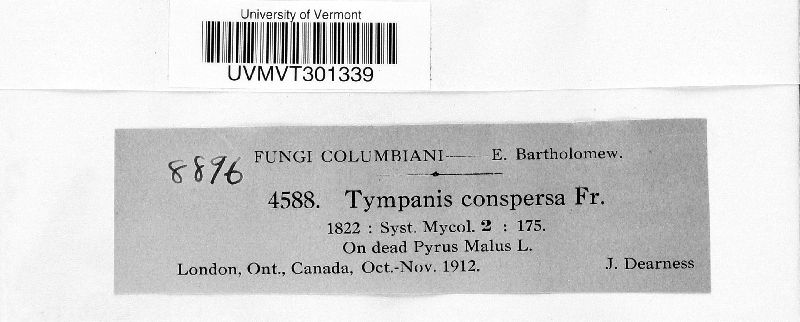 University of Vermont
UVMVT301339
8896
FUNGI COLUMBIANI—— E. Bartholomew.
4588. Tympanis conspersa Fr.
1822 : Syst. Mycol. 2 : 175.
On dead Pyrus Malus L.
London, Ont., Canada, Oct.-Nov. 1912. J. Dearness